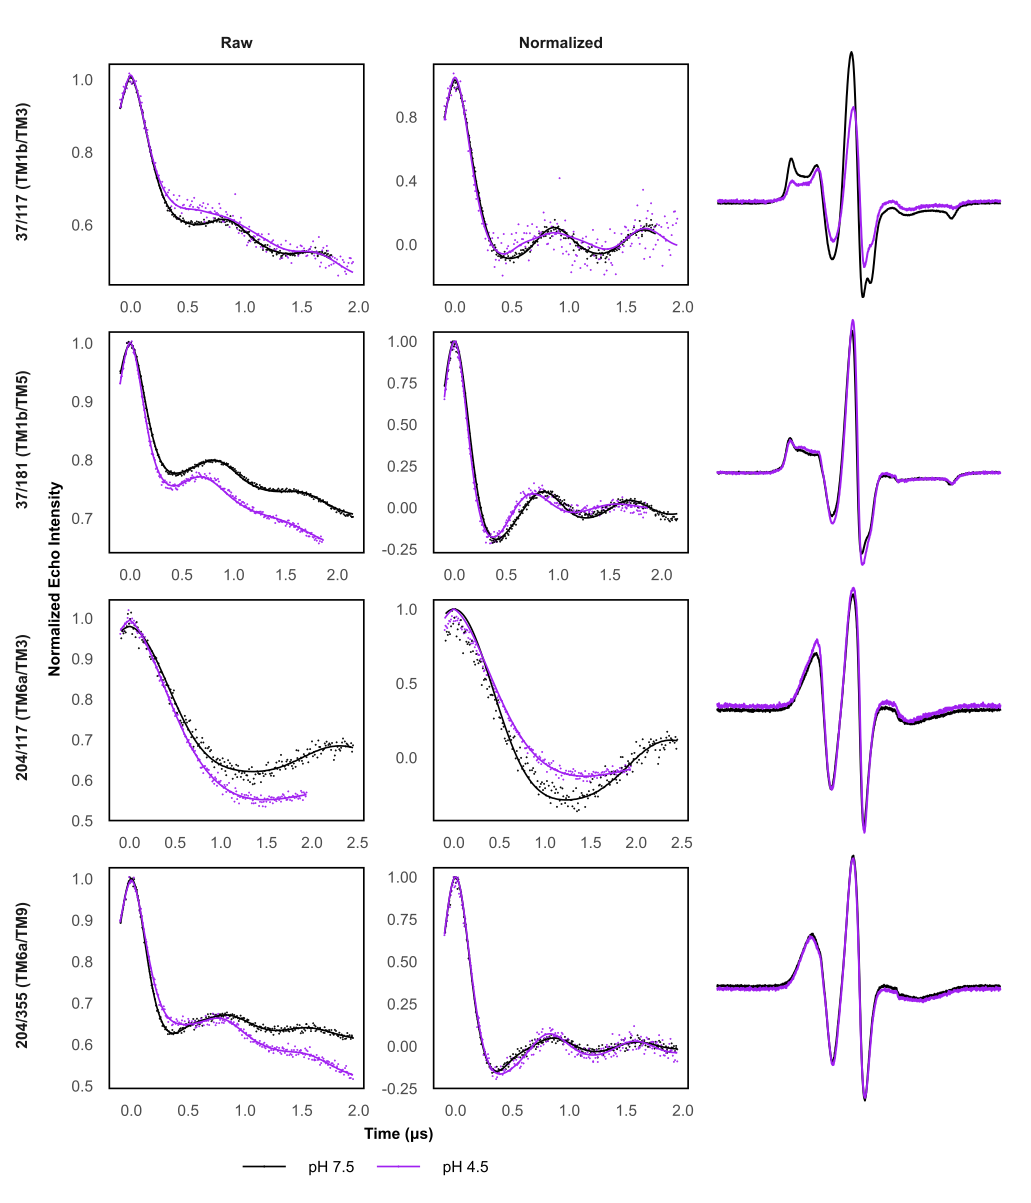 Raw
Normalized
37/117 (TM1b/TM3)
1.0
0.8
0.6
0.8
0.4
0.0
0.0 0.5 1.0 1.5 2.0
0.0 0.5 1.0 1.5 2.0
37/181 (TM1b/TM5)
1.0
0.9
0.8
0.7
1.00
0.75
0.50
0.25
0.00
-0.25
0.0 0.5 1.0 1.5 2.0
0.0 0.5 1.0 1.5 2.0
Normalized Echo Intensity
204/117 (TM6a/TM3)
1.0
0.9
0.8
0.7
0.6
0.5
1.0
0.5
0.0
0.0 0.5 1.0 1.5 2.0 2.5
0.0 0.5 1.0 1.5 2.0 2.5
204/355 (TM6a/TM9)
1.0
0.9
0.8
0.7
0.6
0.5
1.00
0.75
0.50
0.25
0.00
-0.25
0.0 0.5 1.0 1.5 2.0
0.0 0.5 1.0 1.5 2.0
Time (µs)
pH 7.5 pH 4.5